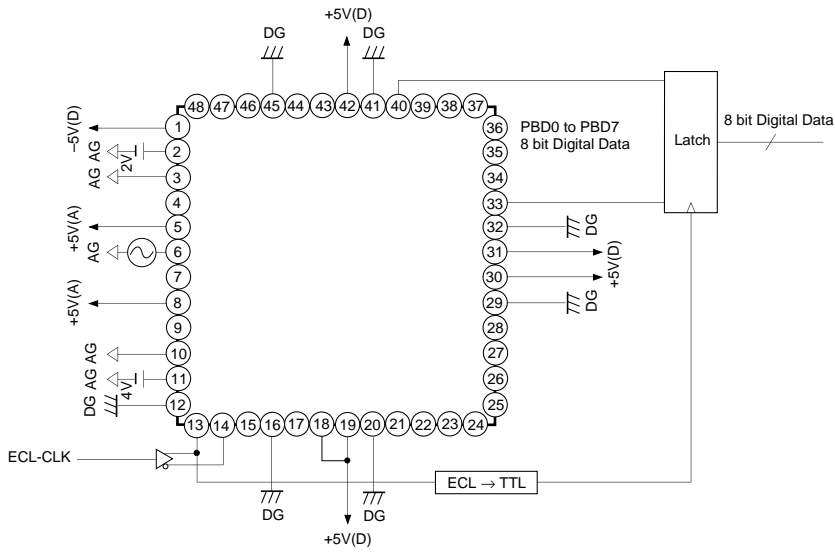 +5V(D)
DG
DG
48 47 46 45 44 43 42 41 40 39 38 37
–5V(D)
AG
2V
AG
+5V(A)
AG
+5V(A)
AG
AG
4V
DG
1
2
3
4
5
6
7
8
9
10
11
12
36
35
34
33
32
31
30
29
28
27
26
25
PBD0 to PBD7
8 bit Digital Data
Latch
8 bit Digital Data
DG
+5V(D)
DG
13 14 15 16 17 18 19 20 21 22 23 24
ECL-CLK
ECL → TTL
DG
DG
+5V(D)